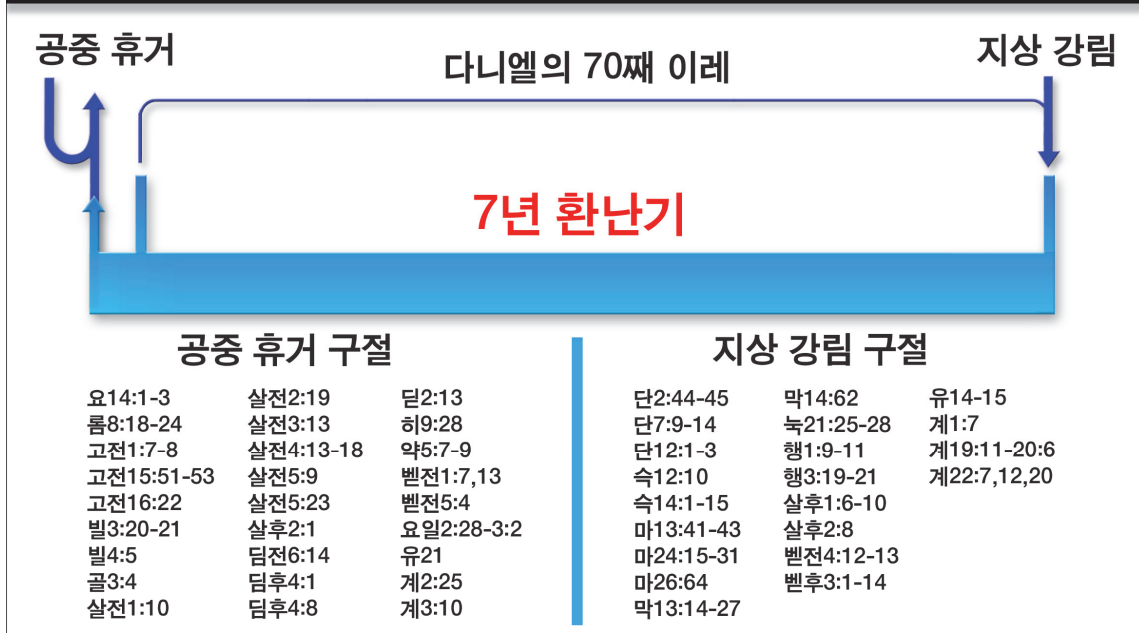 공중 휴거
다니엘의 70째 이레
지상 강림
7년 환난기
공중 휴거 구절
요14:1-3
롬8:18-24
고전1:7-8
고전15:51-53
고전16:22
빌3:20-21
빌4:5
골3:4
살전1:10
살전2:19
살전3:13
살전4:13-18
살전5:9
살전5:23
살후2:1
딤전6:14
딤후4:1
딤후4:8
딛2:13
히9:28
약5:7-9
벧전1:7,13
벧전5:4
요일2:28-3:2
유21
계2:25
계3:10
지상 강림 구절
단2:44-45
단7:9-14
단12:1-3
슥12:10
슥14:1-15
마13:41-43
마24:15-31
마26:64
막13:14-27
막14:62
눅21:25-28
행1:9-11
행3:19-21
살후1:6-10
살후2:8
벧전4:12-13
벧후3:1-14
유14-15
계1:7
계19:11-20:6
계22:7,12,20